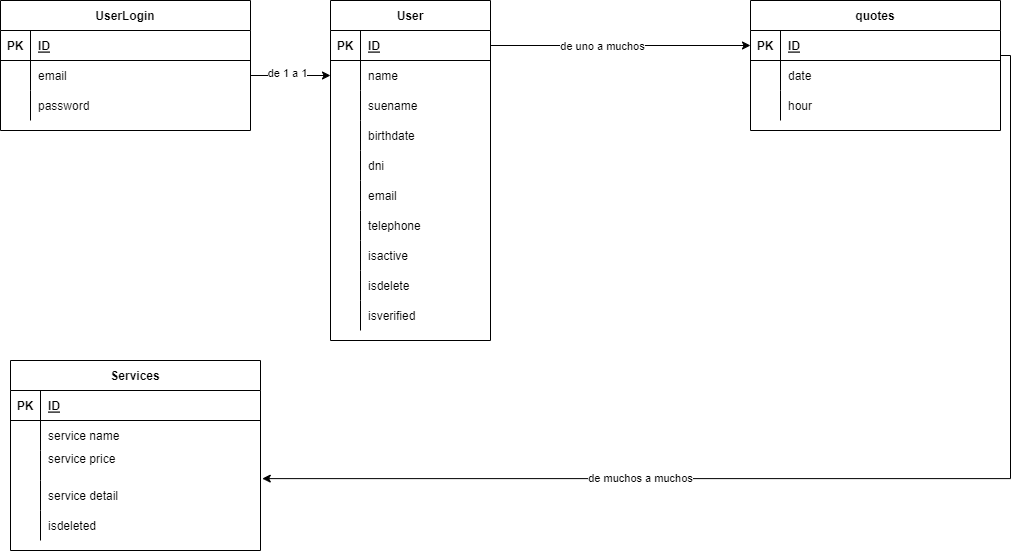 UserLogin
PK ID
email
password
de 1 a 1
User
PK ID
name
suename
birthdate
dni
email
telephone
isactive
isdelete
isverified
de uno a muchos
quotes
PK ID
date
hour
Services
PK ID
service name
service price
service detail
isdeleted
de muchos a muchos